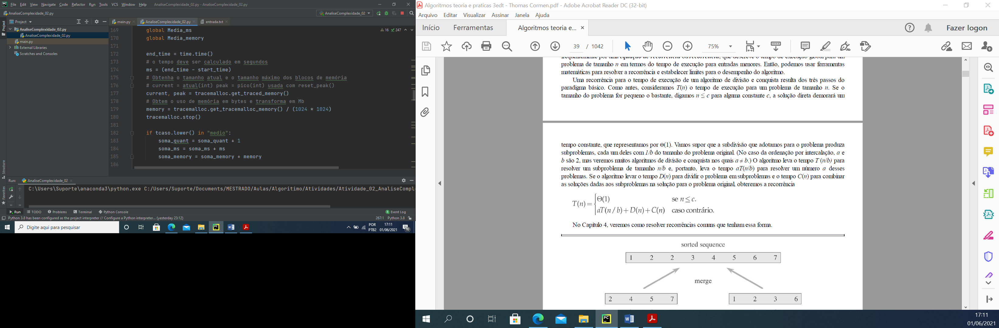 PC File Edit View Navigate Code Refactor Run Tools VCS Window Help AnaliseComplexidade_02.py - AnaliseComplexidade_02.py
AnaliseComplexidade_02.py
AnaliseComplexidade_02
Project
AnaliseComplexidade_02.py
AnaliseComplexidade_02.py
main.py
External Libraries
Scratches and Consoles
Project
Structure
Favorites
main.py AnaliseComplexidade_02.py entrada.txt
16 247
169 global Media_ms
170 global Media_memory
171
172 end_time = time.time()
173 # o tempo deve ser calculado em segundos
174 ms = (end_time - start_time)
175 # Obtenha o tamanho atual e o tamanho máximo dos blocos de memória
176 # current = atual(int) peak = pico(int) usada com reset_peak()
177 current, peak = tracemalloc.get_traced_memory()
178 # Obtem o uso de memória em bytes e transforma em Mb
179 memory = tracemalloc.get_tracemalloc_memory() / (1024 * 1024)
180 tracemalloc.stop()
181
182 if tcaso.lower() in "medio":
183 soma_quant = soma_quant + 1
184 soma_ms = soma_ms + ms
185 soma_memory = soma_memory + memory
186
Run: AnaliseComplexidade_02
C:\Users\Suporte\anaconda3\python.exe C:/Users/Suporte/Documents/MESTRADO/Aulas/Algoritimo/Atividades/Atividade_02_AnaliseCompl
Run TODO Problems Terminal Python Console 1 Event Log
Python 3.8 has been configured as the project interpreter // Configure a Python interpreter... (yesterday 23:12) 267:1 Python 3.8
Digite aqui para pesquisar
POR
PTB2
17:11
01/06/2021
10
Algoritmos teoria e praticas 3edt - Thomas Cormen.pdf - Adobe Acrobat Reader DC (32-bit)
Arquivo Editar Visualizar Assinar Janela Ajuda
Início Ferramentas Algoritmos teoria e... × Fazer logon
39 / 1042 75%
frequentemente por uma equação de recorrência ou recorrência, que descreve o tempo de execução global para um
problema de tamanho n em termos do tempo de execução para entradas menores. Então, podemos usar ferramentas
matemáticas para resolver a recorrência e estabelecer limites para o desempenho do algoritmo.
Uma recorrência para o tempo de execução de um algoritmo de divisão e conquista resulta dos três passos do
paradigma básico. Como antes, consideramos T(n) o tempo de execução para um problema de tamanho n. Se o
tamanho do problema for pequeno o bastante, digamos n ≤ c para alguma constante c, a solução direta demorará um
tempo constante, que representamos por Θ(1). Vamos supor que a subdivisão que adotamos para o problema produza
subproblemas, cada um deles com 1/b do tamanho do problema original. (No caso da ordenação por intercalação, a e
b são 2, mas veremos muitos algoritmos de divisão e conquista nos quais a ≠ b.) O algoritmo leva o tempo T (n/b) para
resolver um subproblema de tamanho n/b e, portanto, leva o tempo aT(n/b) para resolver um número a desses
problemas. Se o algoritmo levar o tempo D(n) para dividir o problema em subproblemas e o tempo C(n) para combinar
as soluções dadas aos subproblemas na solução para o problema original, obteremos a recorrência
Θ(1) se n ≤ c.
T(n) =
aT(n / b) + D(n) + C(n) caso contrário.
No Capítulo 4, veremos como resolver recorrências comuns que tenham essa forma.
sorted sequence
1 2 2 3 4 5 6 7
merge
2 4 5 7 1 2 3 6
17:11
01/06/2021